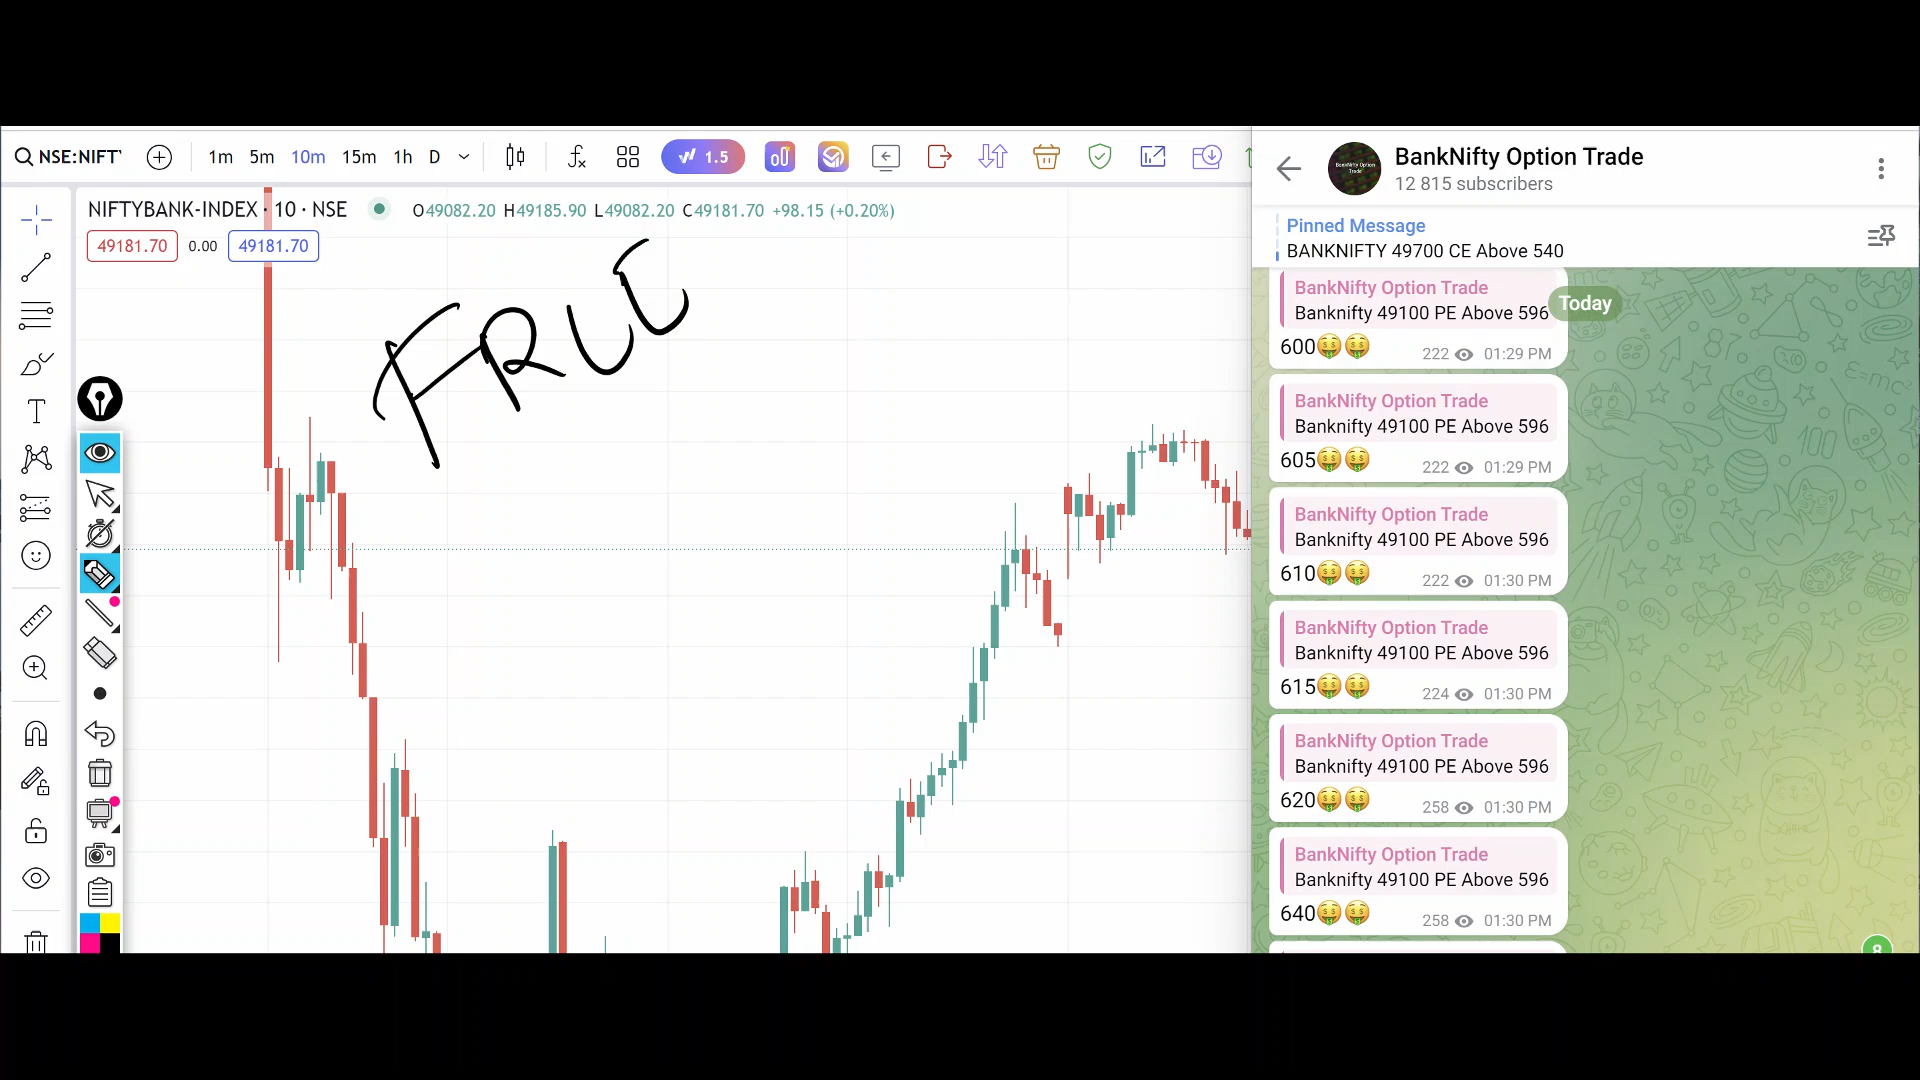 NSE:NIFT
1m 5m 10m 15m 1h D
1.5
NIFTYBANK-INDEX · 10 · NSE
O49082.20 H49185.90 L49082.20 C49181.70 +98.15 (+0.20%)
49181.70 0.00 49181.70
FREE
BankNifty Option Trade
12 815 subscribers
Pinned Message
BANKNIFTY 49700 CE Above 540
Today
BankNifty Option Trade
Banknifty 49100 PE Above 596
600🤑🤑 222 01:29 PM
BankNifty Option Trade
Banknifty 49100 PE Above 596
605🤑🤑 222 01:29 PM
BankNifty Option Trade
Banknifty 49100 PE Above 596
610🤑🤑 222 01:30 PM
BankNifty Option Trade
Banknifty 49100 PE Above 596
615🤑🤑 224 01:30 PM
BankNifty Option Trade
Banknifty 49100 PE Above 596
620🤑🤑 258 01:30 PM
BankNifty Option Trade
Banknifty 49100 PE Above 596
640🤑🤑 258 01:30 PM
8